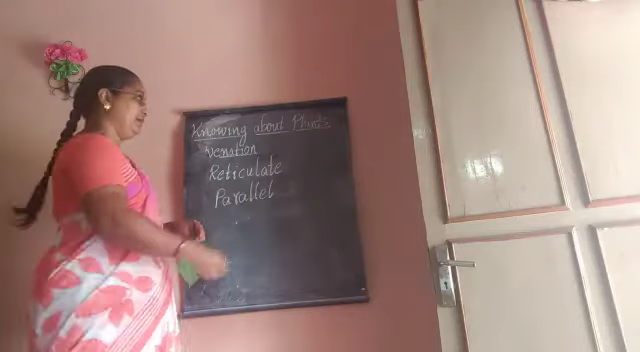 Knowing about Plants
Venation
Reticulate
Parallel